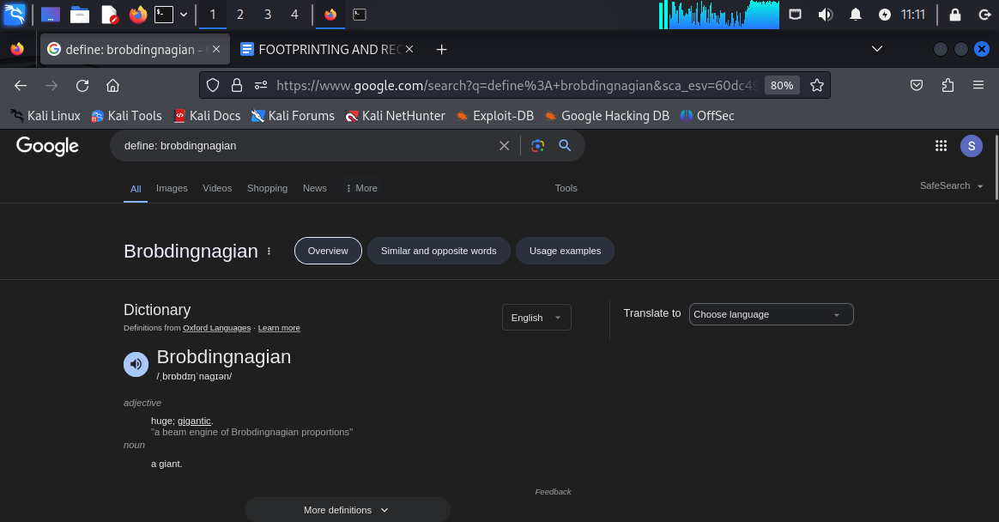 1 2 3 4 11:11
define: brobdingnagian - FOOTPRINTING AND REC
https://www.google.com/search?q=define%3A+brobdingnagian&sca_esv=60dc49 80%
Kali Linux Kali Tools Kali Docs Kali Forums Kali NetHunter Exploit-DB Google Hacking DB OffSec
Google define: brobdingnagian S
All Images Videos Shopping News More Tools SafeSearch
Brobdingnagian Overview Similar and opposite words Usage examples
Dictionary
Definitions from Oxford Languages · Learn more
English
Translate to Choose language
Brobdingnagian
/ˌbrɒbdɪŋˈnaɡɪən/
adjective
huge; gigantic.
"a beam engine of Brobdingnagian proportions"
noun
a giant.
Feedback
More definitions